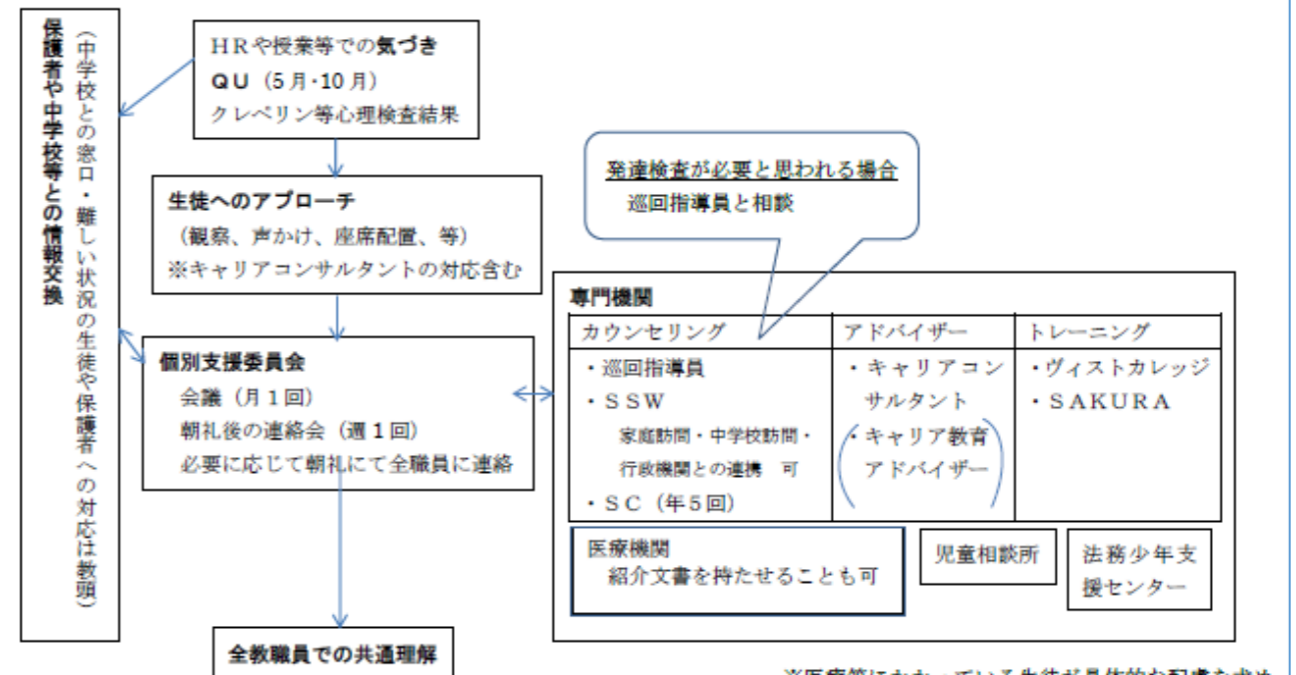 保護者や中学校等との情報交換
（中学校との窓口・難しい状況の生徒や保護者への対応は教頭）
ＨＲや授業等での気づき
ＱＵ（5月･10月）
クレペリン等心理検査結果
生徒へのアプローチ
（観察、声かけ、座席配置、等）
※キャリアコンサルタントの対応含む
個別支援委員会
会議（月１回）
朝礼後の連絡会（週１回）
必要に応じて朝礼にて全職員に連絡
全教職員での共通理解
発達検査が必要と思われる場合
巡回指導員と相談
専門機関
カウンセリング
・巡回指導員
・ＳＳＷ
家庭訪問・中学校訪問・
行政機関との連携　可
・ＳＣ（年５回）
アドバイザー
・キャリアコン
サルタント
・キャリア教育
アドバイザー
トレーニング
・ヴィストカレッジ
・ＳＡＫＵＲＡ
医療機関
紹介文書を持たせることも可
児童相談所
法務少年支
援センター